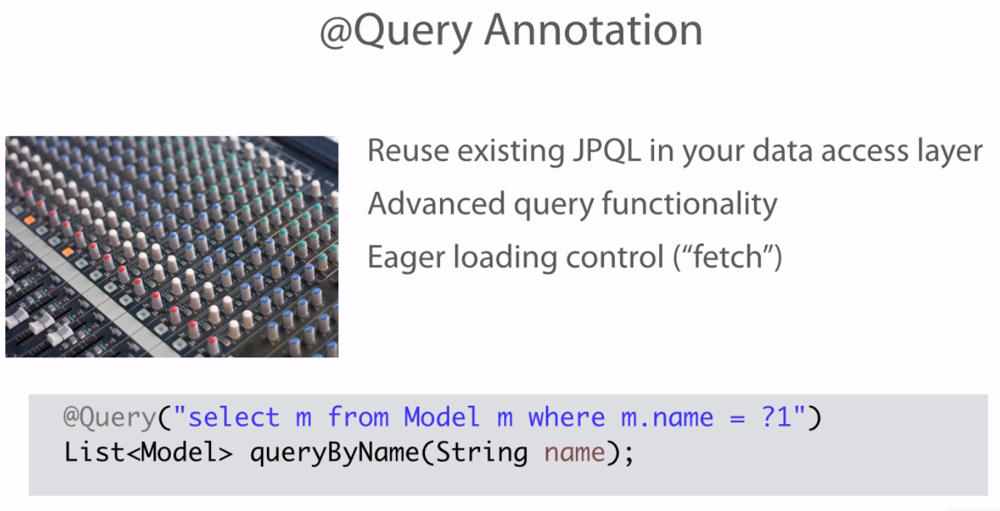 @Query Annotation
Reuse existing JPQL in your data access layer
Advanced query functionality
Eager loading control (“fetch”)
@Query("select m from Model m where m.name = ?1")
List<Model> queryByName(String name);